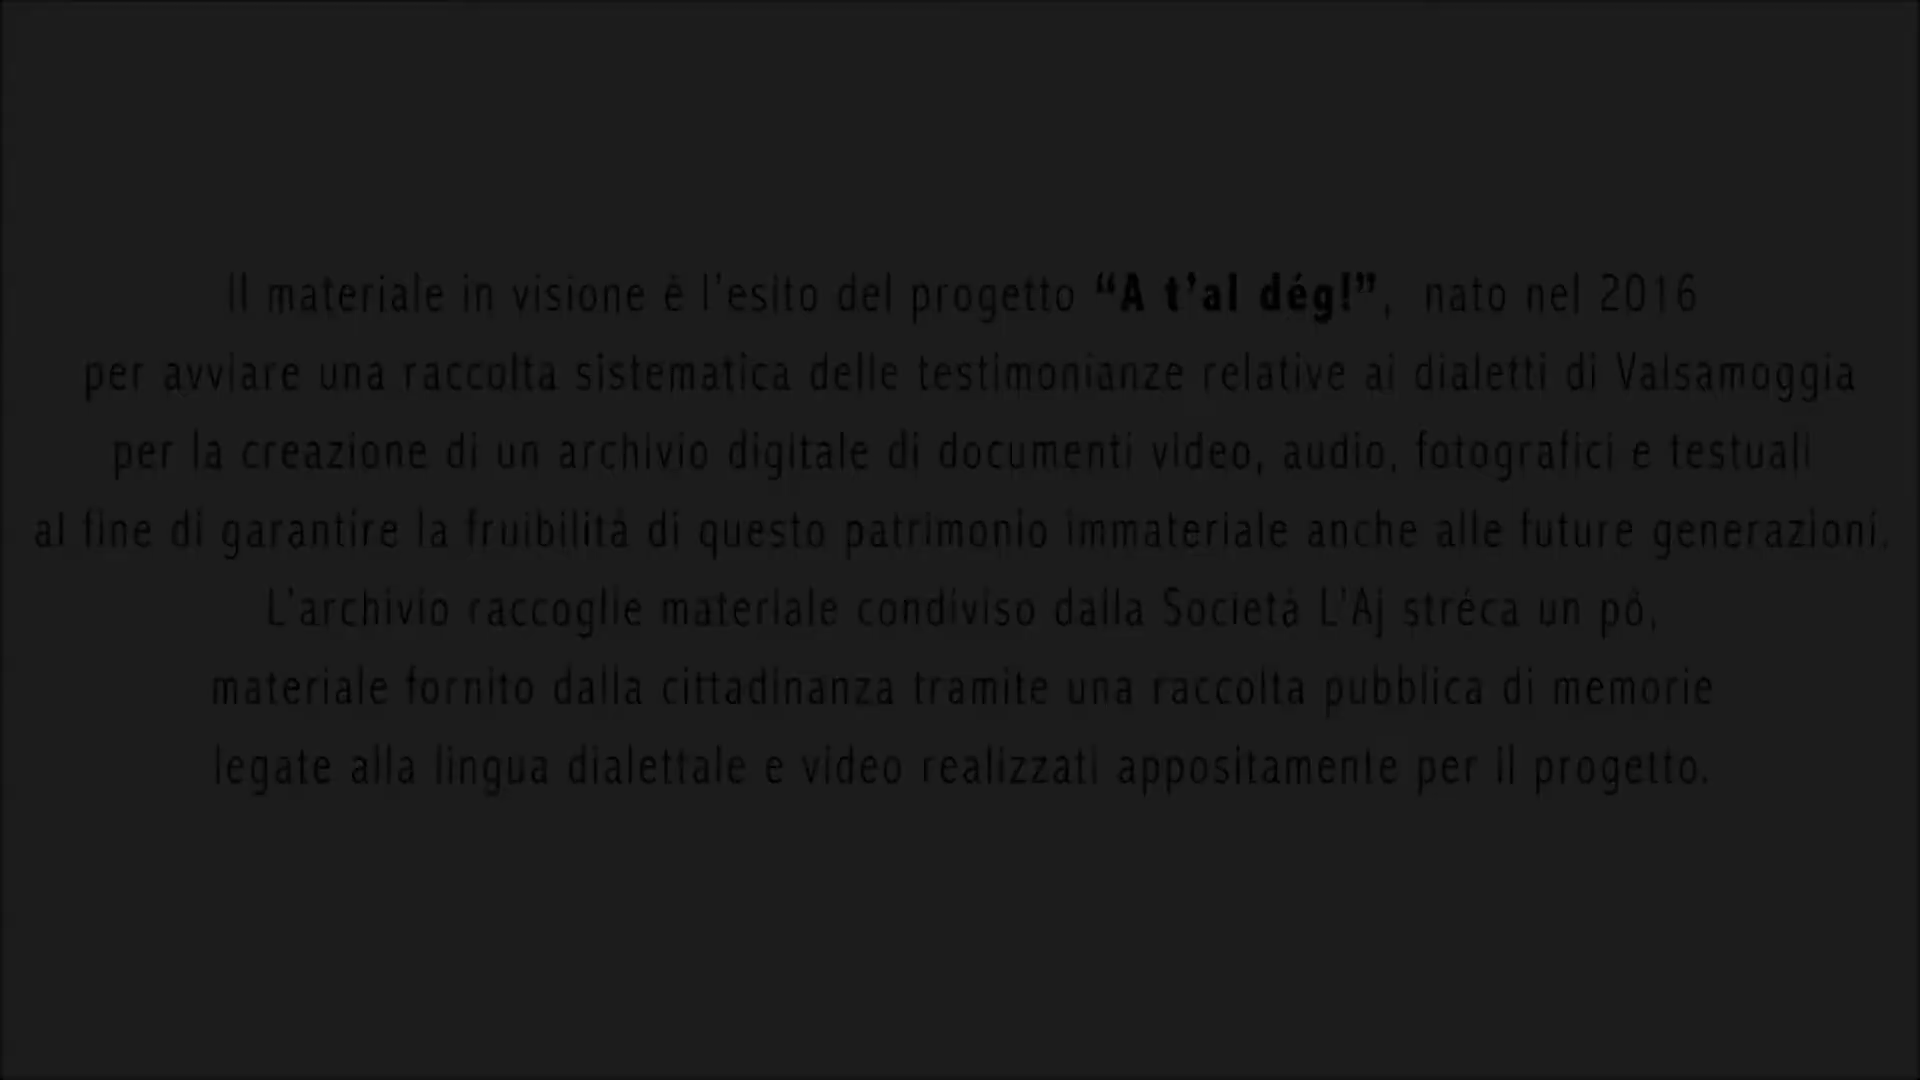 Il materiale in visione è l'esito del progetto “A t’al dég!”, nato nel 2016
per avviare una raccolta sistematica delle testimonianze relative ai dialetti di Valsamoggia
per la creazione di un archivio digitale di documenti video, audio, fotografici e testuali
al fine di garantire la fruibilità di questo patrimonio immateriale anche alle future generazioni.
L'archivio raccoglie materiale condiviso dalla Società L'Aj stréca un pô,
materiale fornito dalla cittadinanza tramite una raccolta pubblica di memorie
legate alla lingua dialettale e video realizzati appositamente per il progetto.